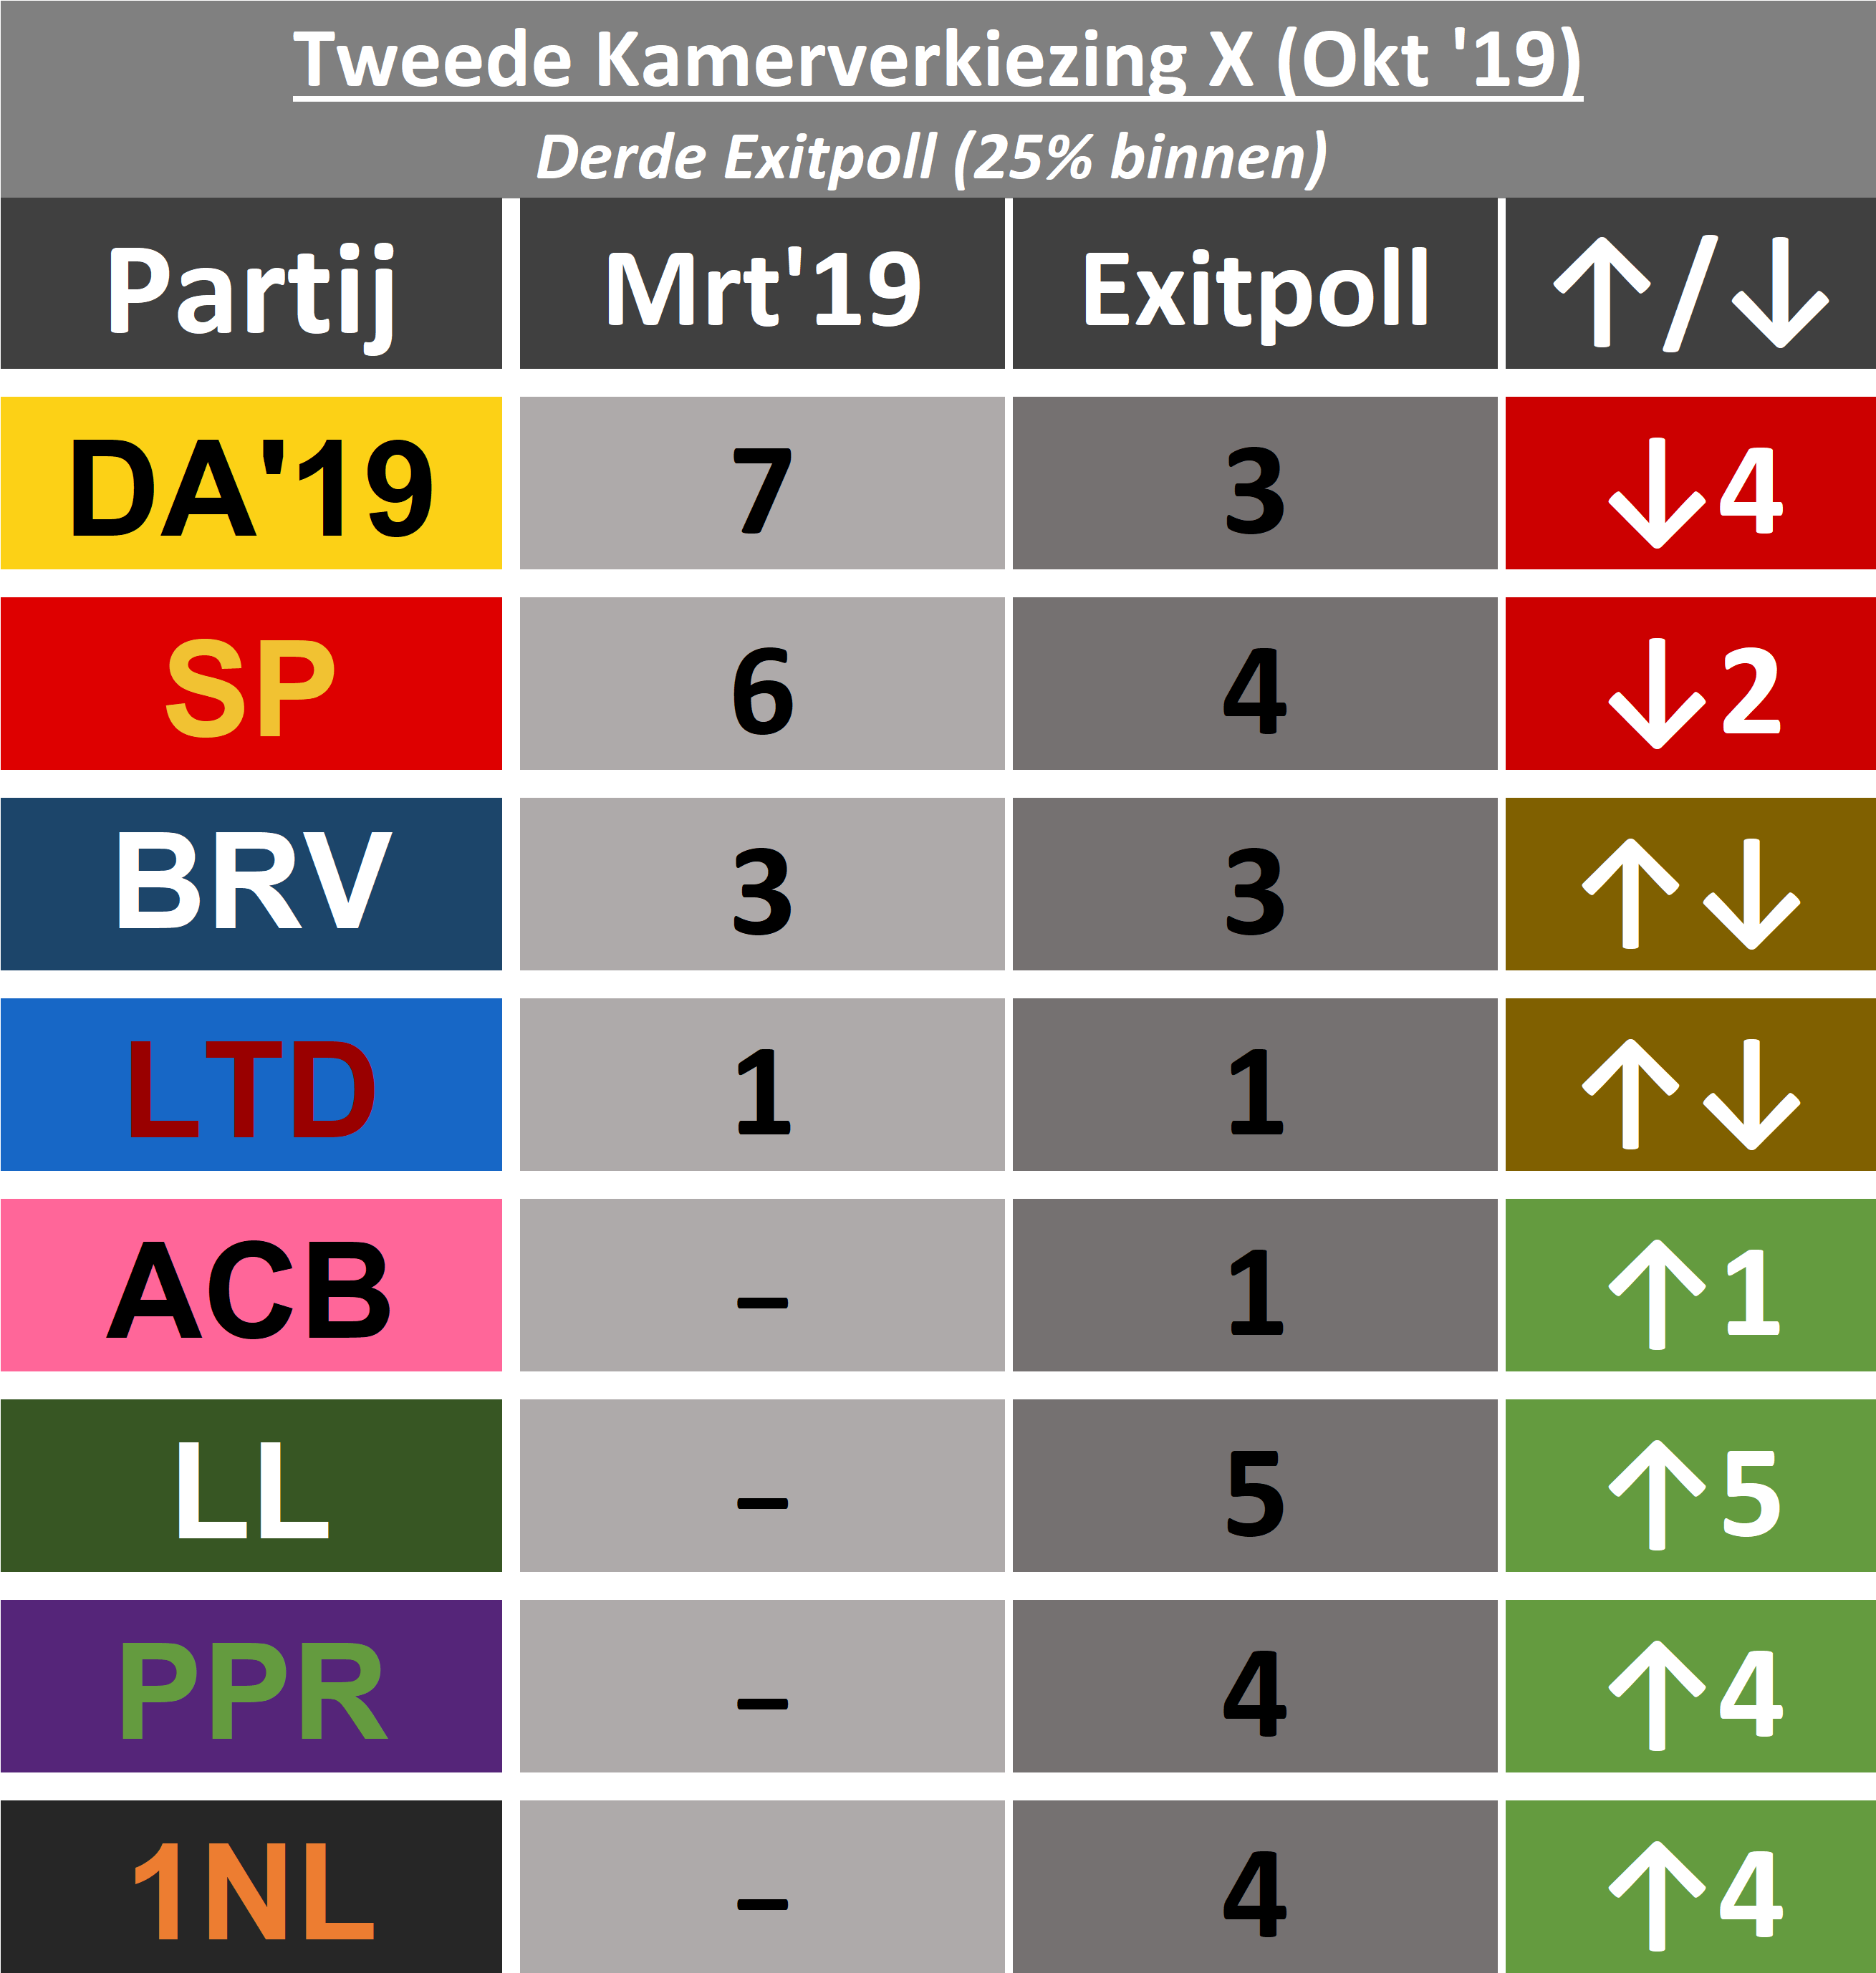 Tweede Kamerverkiezing X (Okt '19)
Derde Exitpoll (25% binnen)
Partij Mrt'19 Exitpoll ↑/↓
DA'19 7 3 ↓4
SP 6 4 ↓2
BRV 3 3 ↑↓
LTD 1 1 ↑↓
ACB – 1 ↑1
LL – 5 ↑5
PPR – 4 ↑4
1NL – 4 ↑4